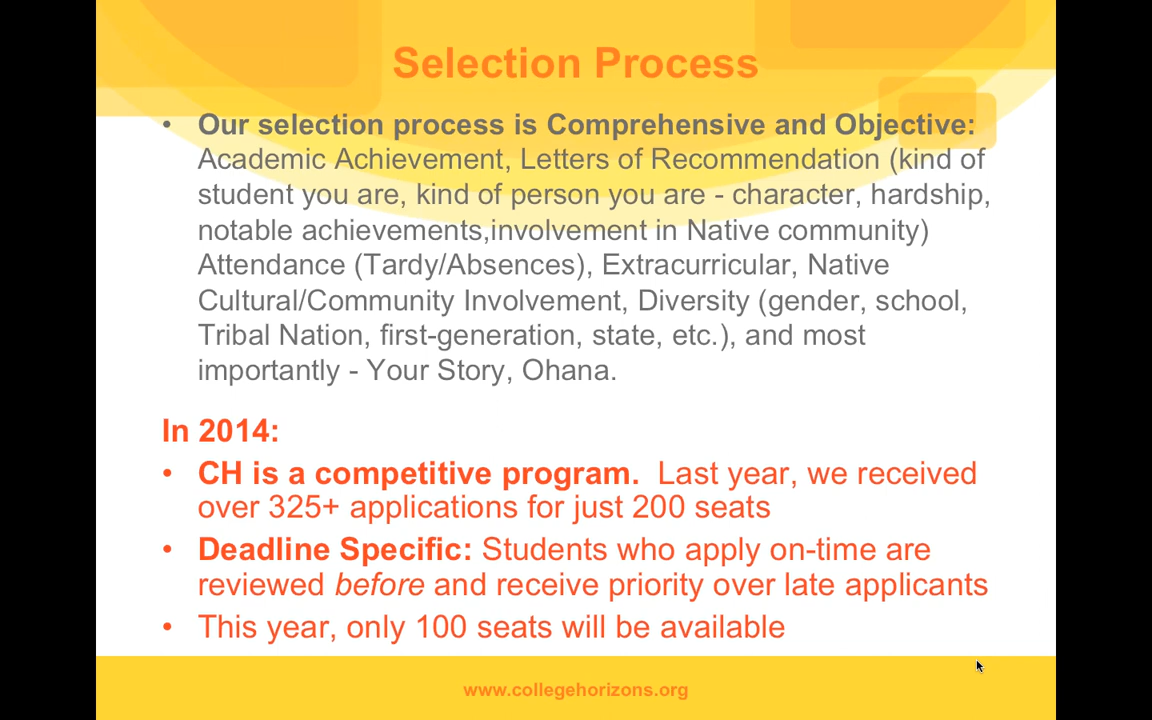 Selection Process
• Our selection process is Comprehensive and Objective:
Academic Achievement, Letters of Recommendation (kind of
student you are, kind of person you are - character, hardship,
notable achievements,involvement in Native community)
Attendance (Tardy/Absences), Extracurricular, Native
Cultural/Community Involvement, Diversity (gender, school,
Tribal Nation, first-generation, state, etc.), and most
importantly - Your Story, Ohana.
In 2014:
• CH is a competitive program.  Last year, we received
over 325+ applications for just 200 seats
• Deadline Specific: Students who apply on-time are
reviewed before and receive priority over late applicants
• This year, only 100 seats will be available
www.collegehorizons.org